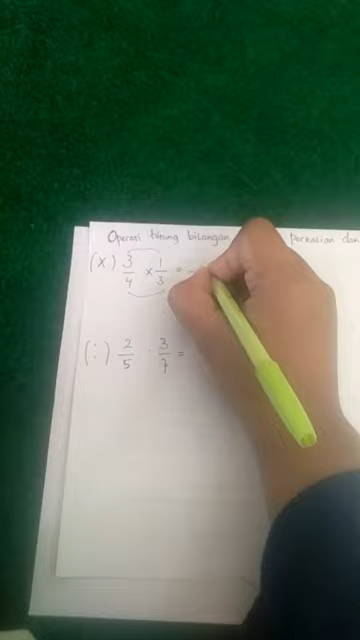 Operasi hitung bilangan perkalian dan
(x) 3/4 x 1/3 =
(:) 2/5 : 3/7 =